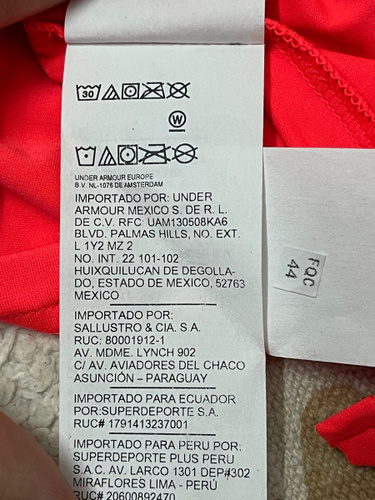 30
W
UNDER ARMOUR EUROPE
B.V. NL-1076 DE AMSTERDAM
IMPORTADO POR: UNDER
ARMOUR MEXICO S. DE R. L.
DE C.V. RFC: UAM130508KA6
BLVD. PALMAS HILLS, NO. EXT.
L 1Y2 MZ 2
NO. INT. 22 101-102
HUIXQUILUCAN DE DEGOLLA-
DO, ESTADO DE MEXICO, 52763
MEXICO
IMPORTADO POR:
SALLUSTRO & CIA. S.A.
RUC: 80001912-1
AV. MDME. LYNCH 902
C/ AV. AVIADORES DEL CHACO
ASUNCIÓN – PARAGUAY
IMPORTADO PARA ECUADOR
POR:SUPERDEPORTE S.A.
RUC# 1791413237001
IMPORTADO PARA PERU POR:
SUPERDEPORTE PLUS PERU
S.A.C. AV. LARCO 1301 DEP#302
MIRAFLORES LIMA - PERÚ
RUC# 20600892470
FQC
44